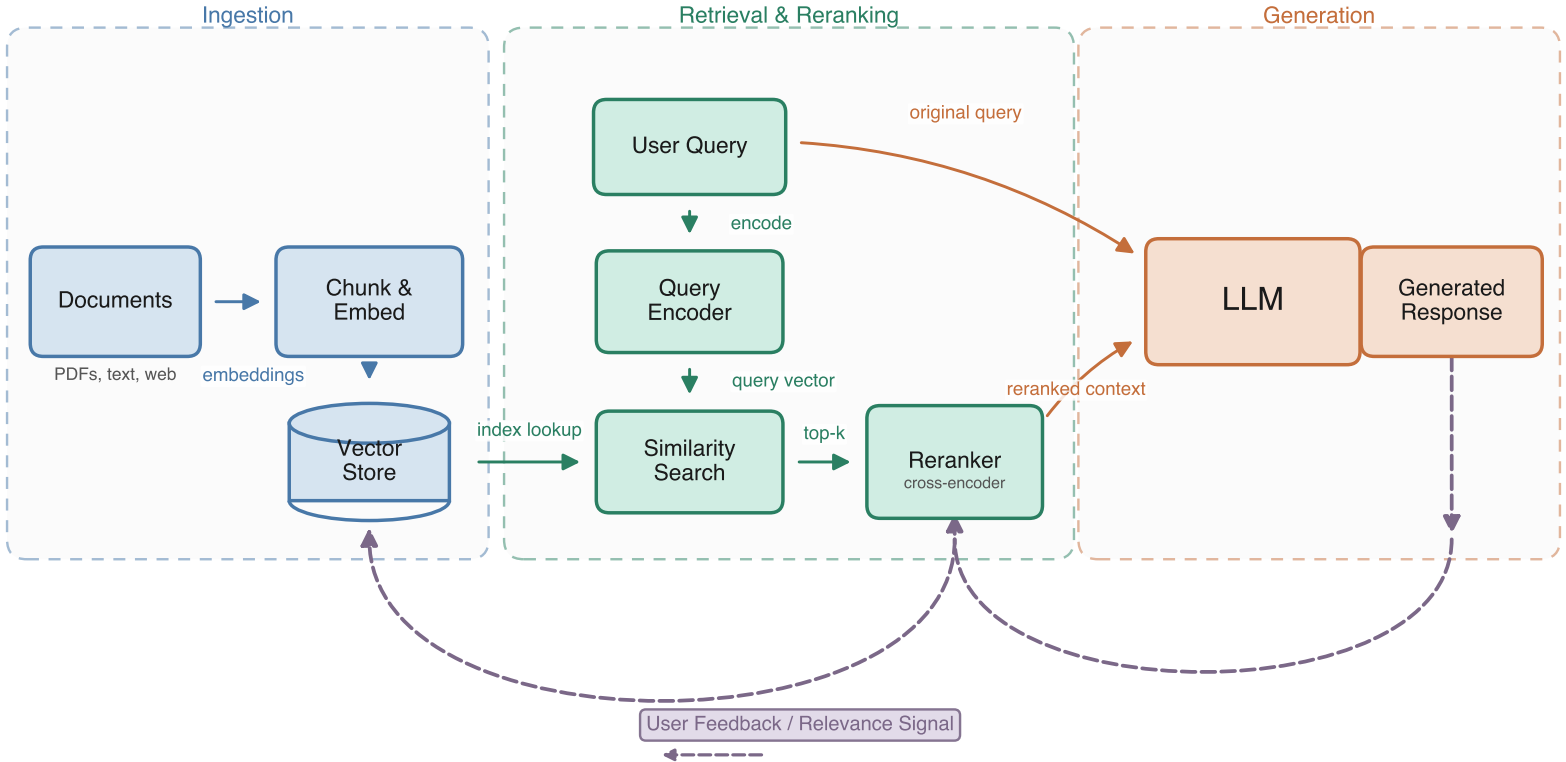 Ingestion
Retrieval & Reranking
Generation
original query
User Query
encode
Documents
PDFs, text, web
Chunk &
Embed
embeddings
Vector
Store
index lookup
Query
Encoder
query vector
Similarity
Search
top-k
Reranker
cross-encoder
reranked context
LLM
Generated
Response
User Feedback / Relevance Signal